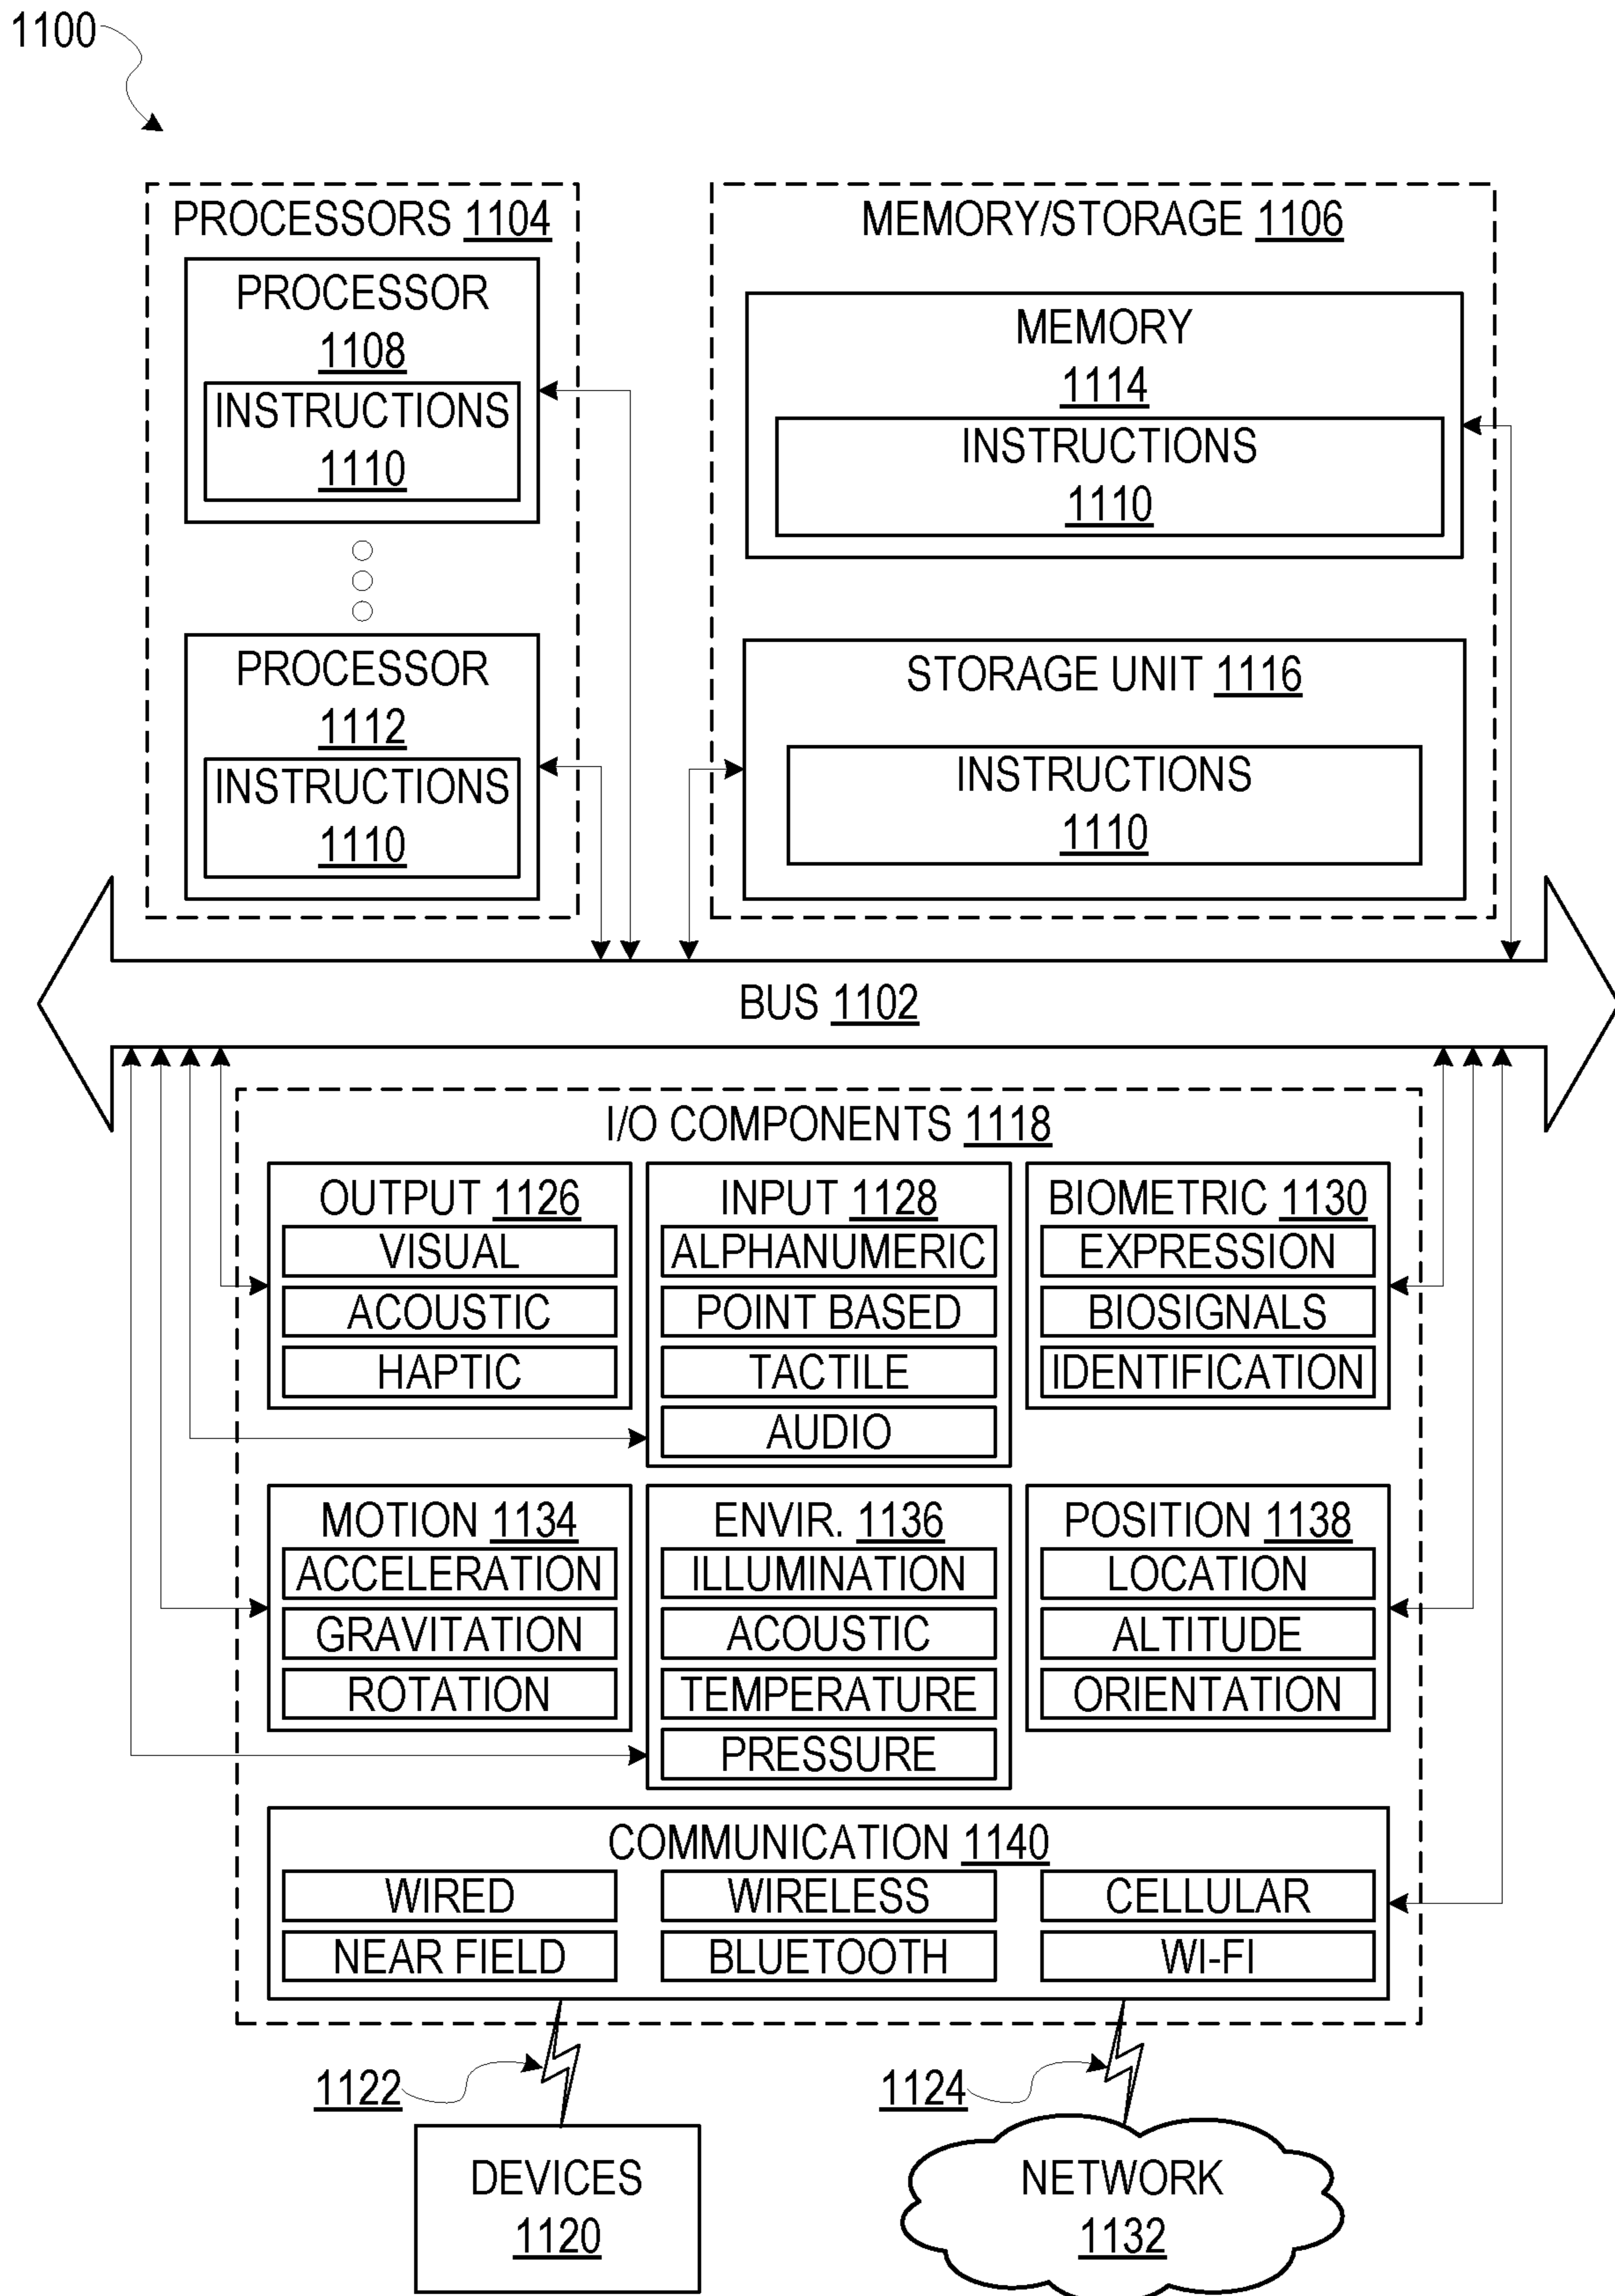 1100
PROCESSORS 1104
PROCESSOR
1108
INSTRUCTIONS
1110
PROCESSOR
1112
INSTRUCTIONS
1110
MEMORY/STORAGE 1106
MEMORY
1114
INSTRUCTIONS
1110
STORAGE UNIT 1116
INSTRUCTIONS
1110
BUS 1102
I/O COMPONENTS 1118
OUTPUT 1126
VISUAL
ACOUSTIC
HAPTIC
INPUT 1128
ALPHANUMERIC
POINT BASED
TACTILE
AUDIO
BIOMETRIC 1130
EXPRESSION
BIOSIGNALS
IDENTIFICATION
MOTION 1134
ACCELERATION
GRAVITATION
ROTATION
ENVIR. 1136
ILLUMINATION
ACOUSTIC
TEMPERATURE
PRESSURE
POSITION 1138
LOCATION
ALTITUDE
ORIENTATION
COMMUNICATION 1140
WIRED
WIRELESS
CELLULAR
NEAR FIELD
BLUETOOTH
WI-FI
1122
1124
DEVICES
1120
NETWORK
1132